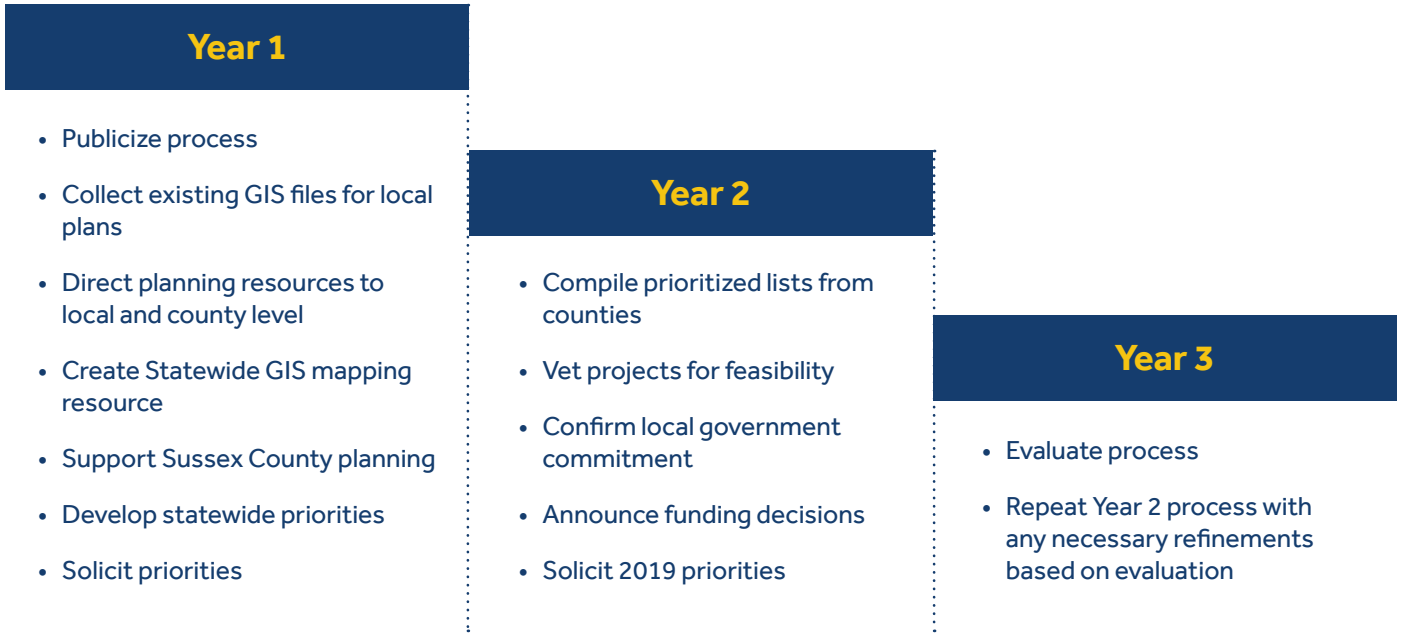 Year 1
• Publicize process
• Collect existing GIS files for local
plans
• Direct planning resources to
local and county level
• Create Statewide GIS mapping
resource
• Support Sussex County planning
• Develop statewide priorities
• Solicit priorities
Year 2
• Compile prioritized lists from
counties
• Vet projects for feasibility
• Confirm local government
commitment
• Announce funding decisions
• Solicit 2019 priorities
Year 3
• Evaluate process
• Repeat Year 2 process with
any necessary refinements
based on evaluation